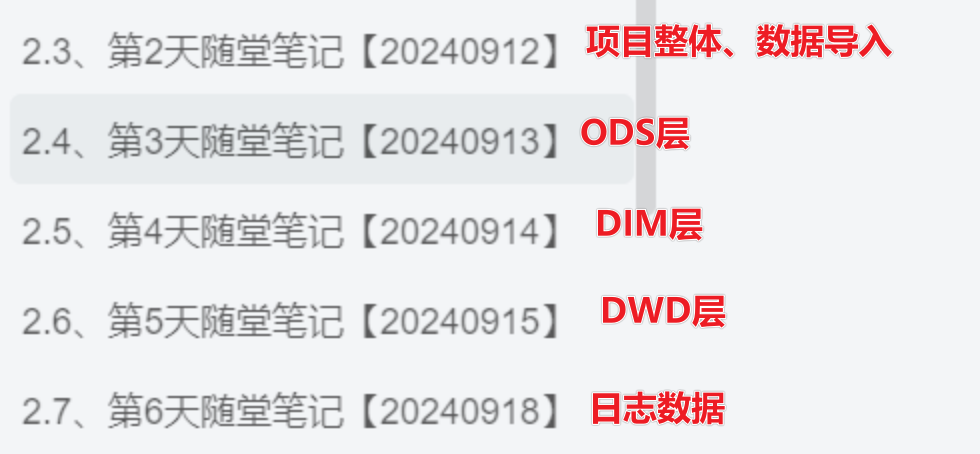 2.3、第2天随堂笔记【20240912】 项目整体、数据导入
2.4、第3天随堂笔记【20240913】 ODS层
2.5、第4天随堂笔记【20240914】 DIM层
2.6、第5天随堂笔记【20240915】 DWD层
2.7、第6天随堂笔记【20240918】 日志数据